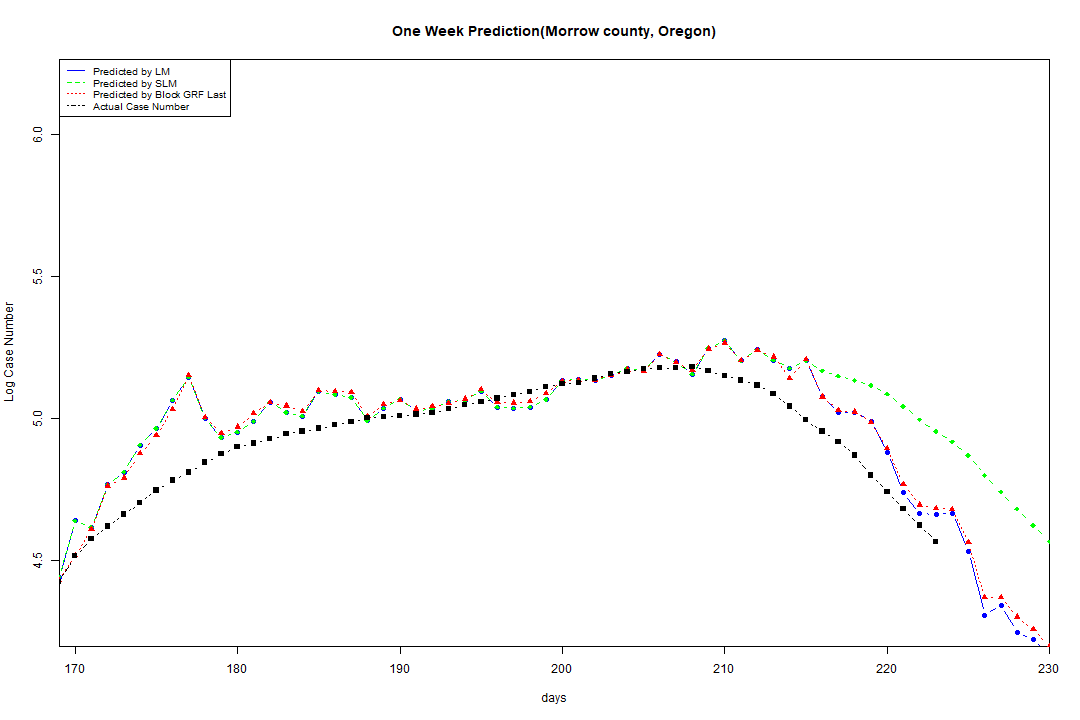 One Week Prediction(Morrow county, Oregon)
Predicted by LM
Predicted by SLM
Predicted by Block GRF Last
Actual Case Number
6.0
5.5
5.0
4.5
Log Case Number
170 180 190 200 210 220 230
days